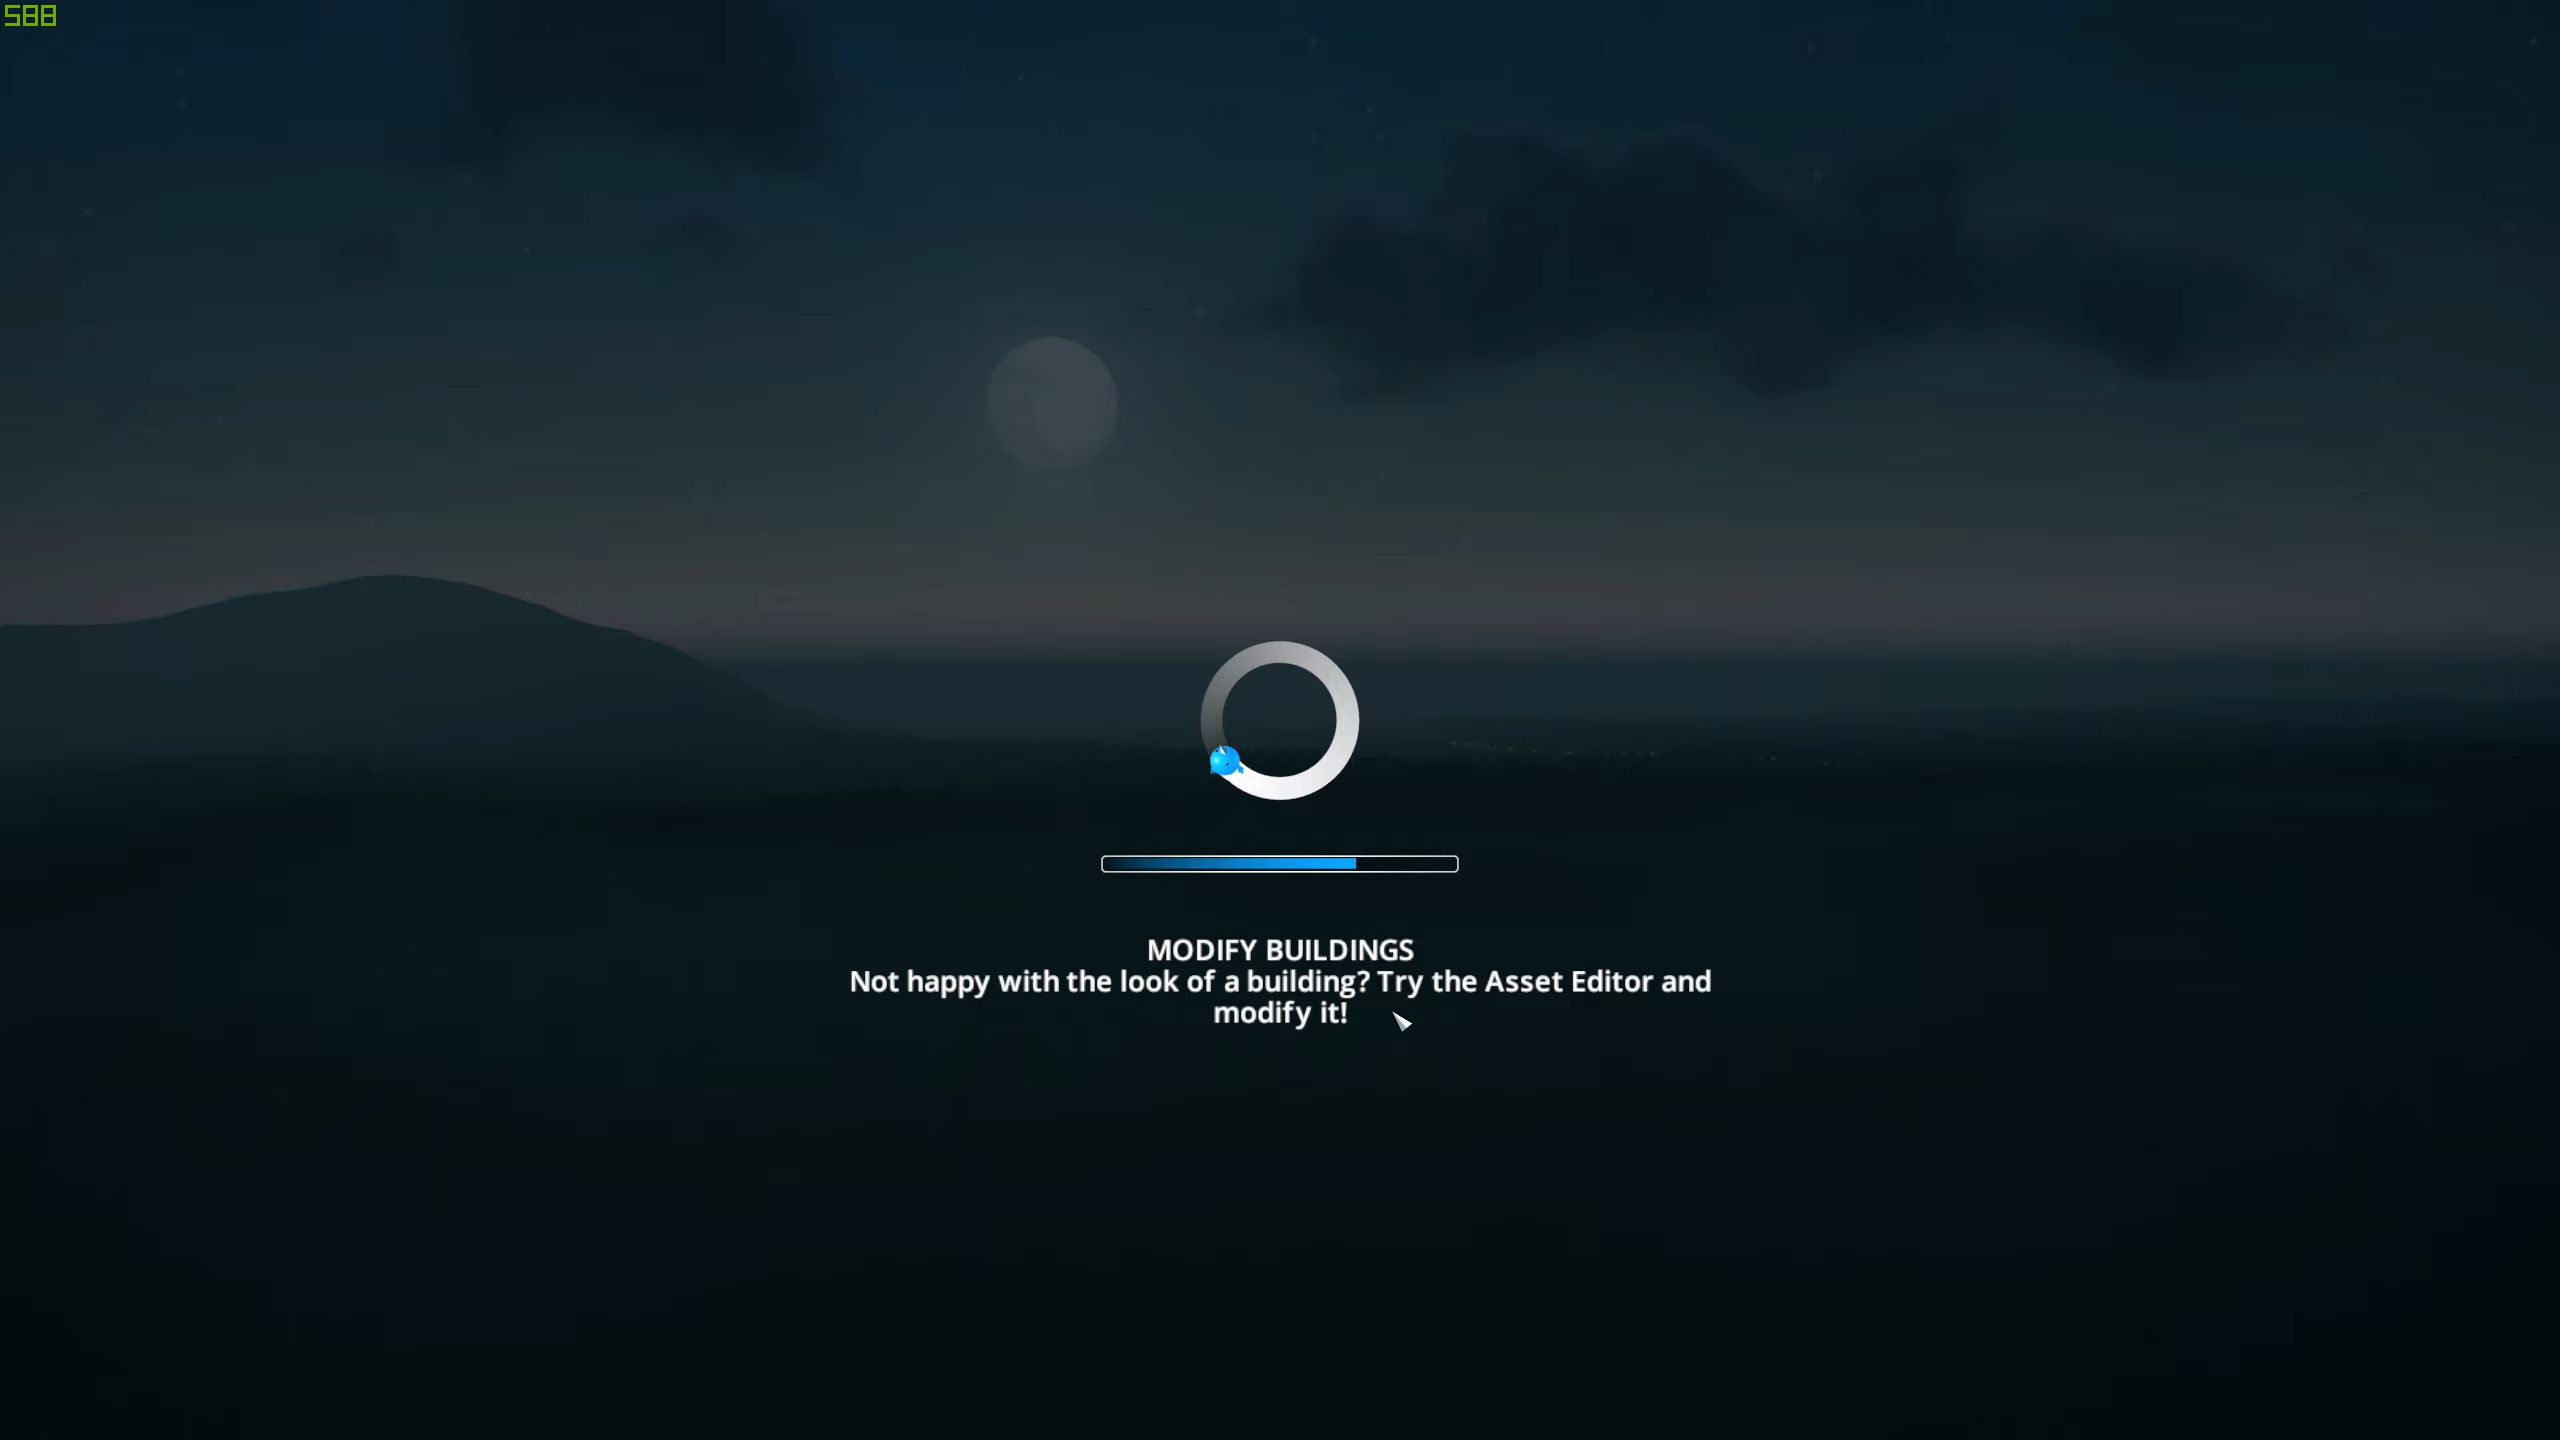 588
MODIFY BUILDINGS
Not happy with the look of a building? Try the Asset Editor and
modify it!